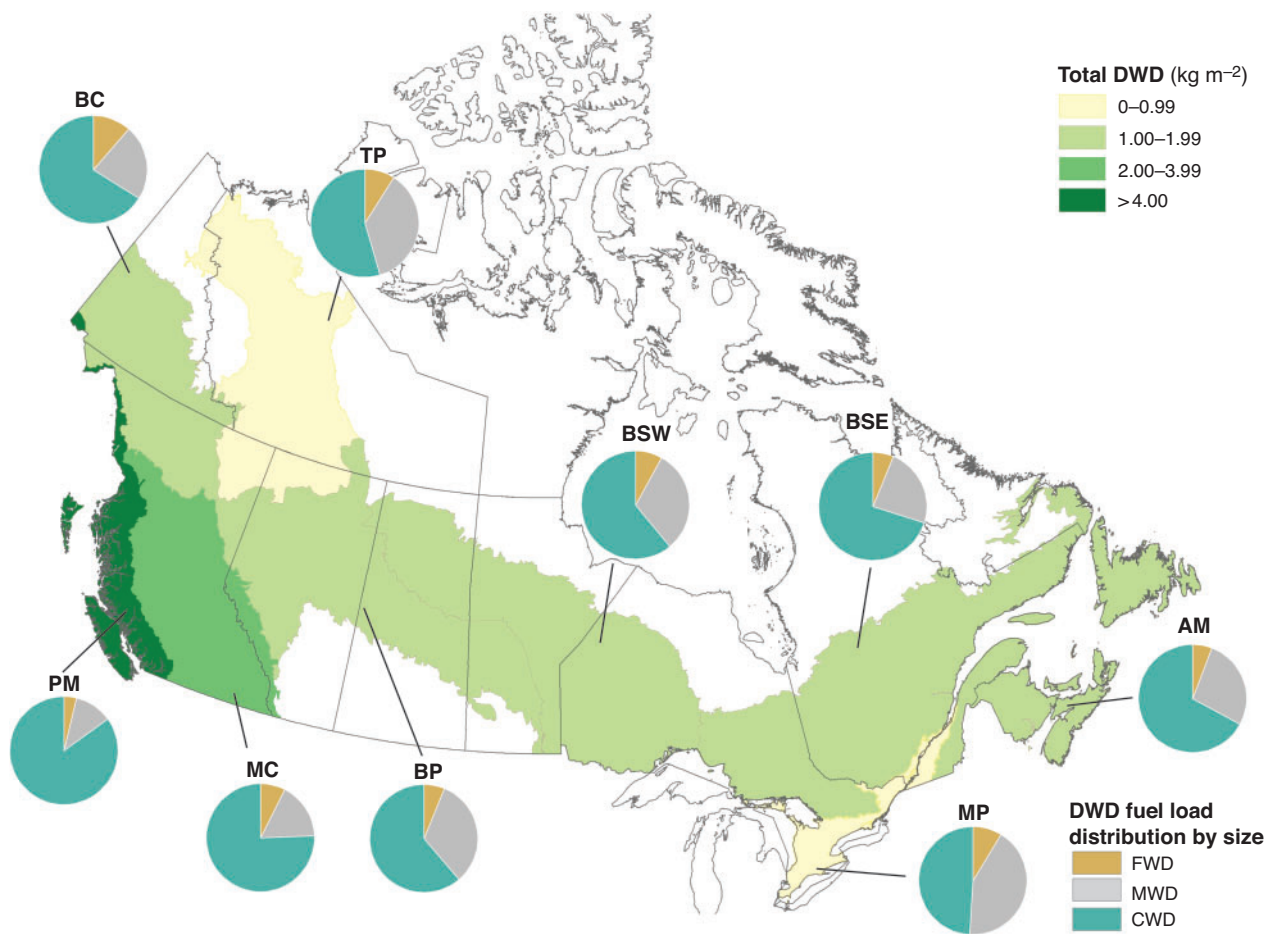 Total DWD (kg m–2)
0–0.99
1.00–1.99
2.00–3.99
>4.00
BC
TP
BSW
BSE
AM
PM
MC
BP
MP
DWD fuel load
distribution by size
FWD
MWD
CWD